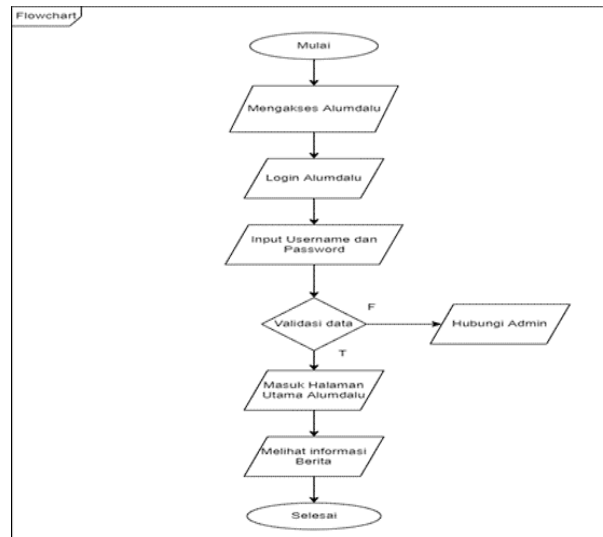 Flowchart
Mulai
Mengakses Alumdalu
Login Alumdalu
Input Username dan
Password
Validasi data
F
Hubungi Admin
T
Masuk Halaman
Utama Alumdalu
Melihat informasi
Berita
Selesai